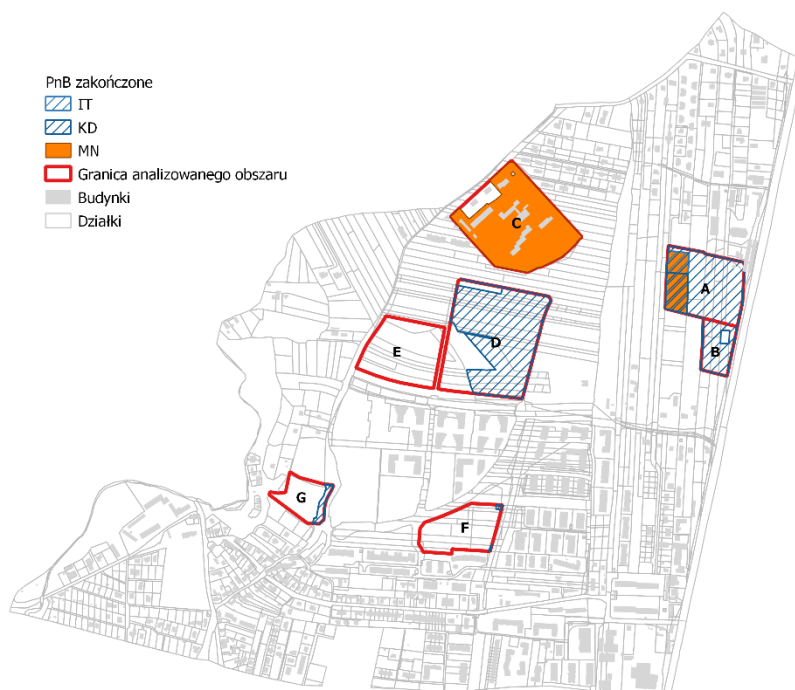 PnB zakończone
IT
KD
MN
Granica analizowanego obszaru
Budynki
Działki
C
A
B
D
E
G
F